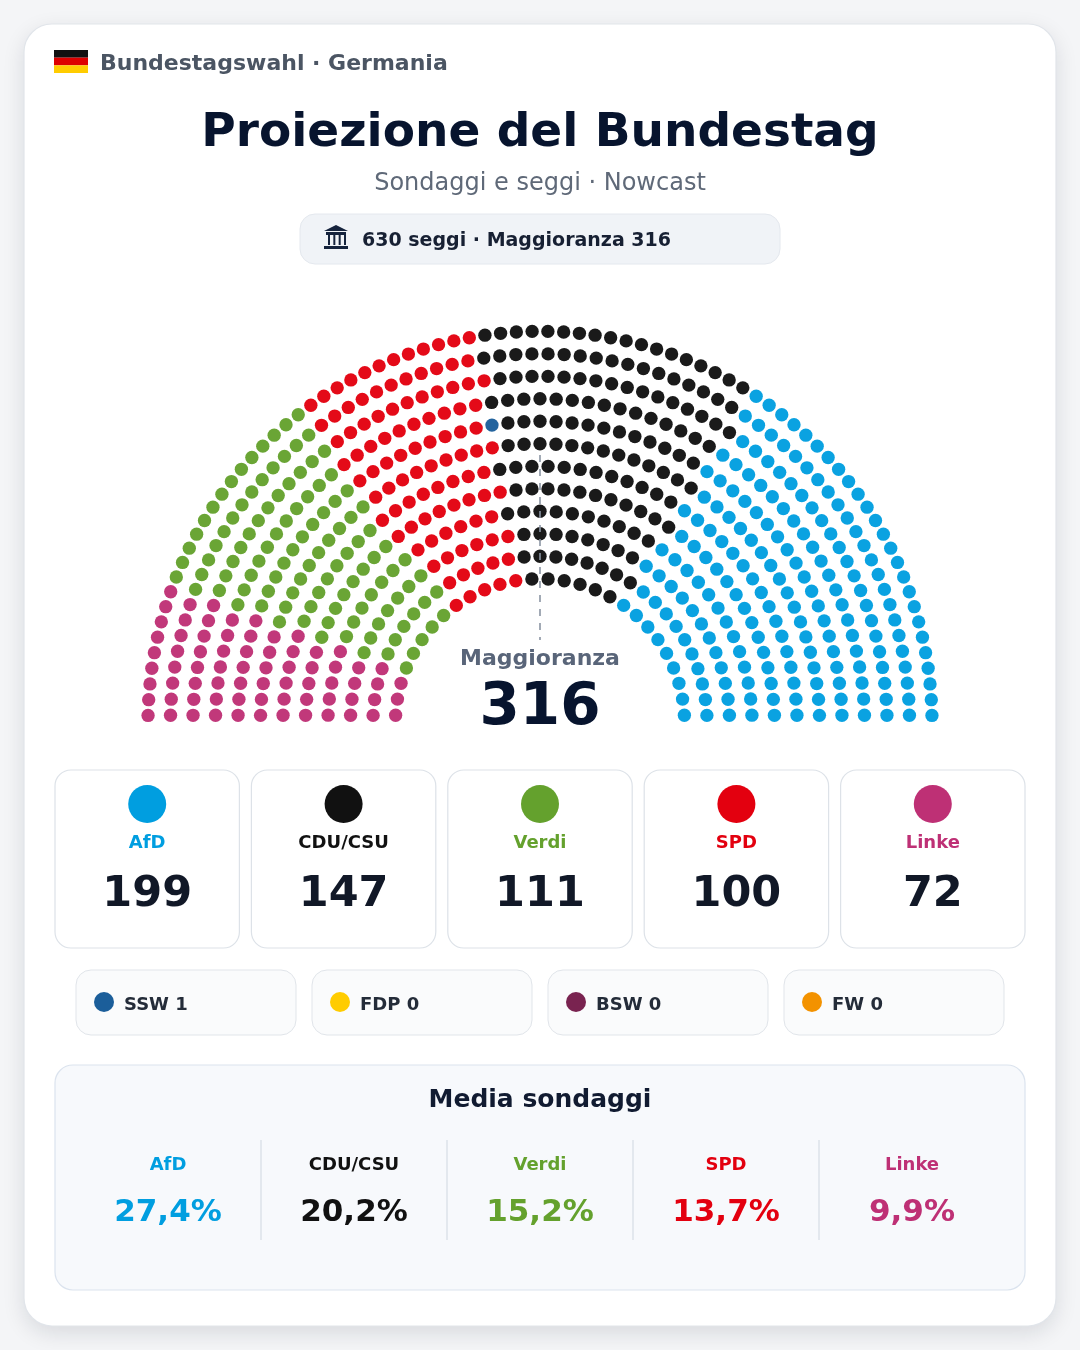 Bundestagswahl · Germania
Proiezione del Bundestag
Sondaggi e seggi · Nowcast
630 seggi · Maggioranza 316
Maggioranza
316
AfD
199
CDU/CSU
147
Verdi
111
SPD
100
Linke
72
SSW 1
FDP 0
BSW 0
FW 0
Media sondaggi
AfD
27,4%
CDU/CSU
20,2%
Verdi
15,2%
SPD
13,7%
Linke
9,9%